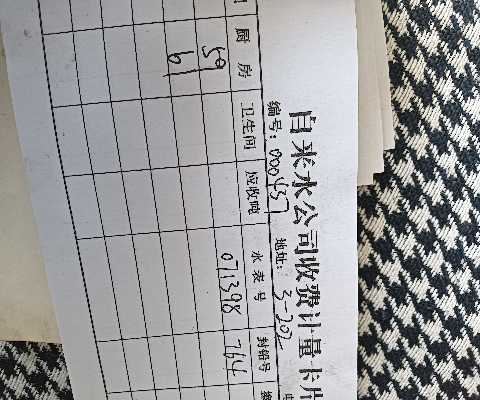 自来水公司收费计量卡片
编号：000457 地址：3-202
厨房 卫生间 应收吨 水表号 封铅号
59 071398 764
61